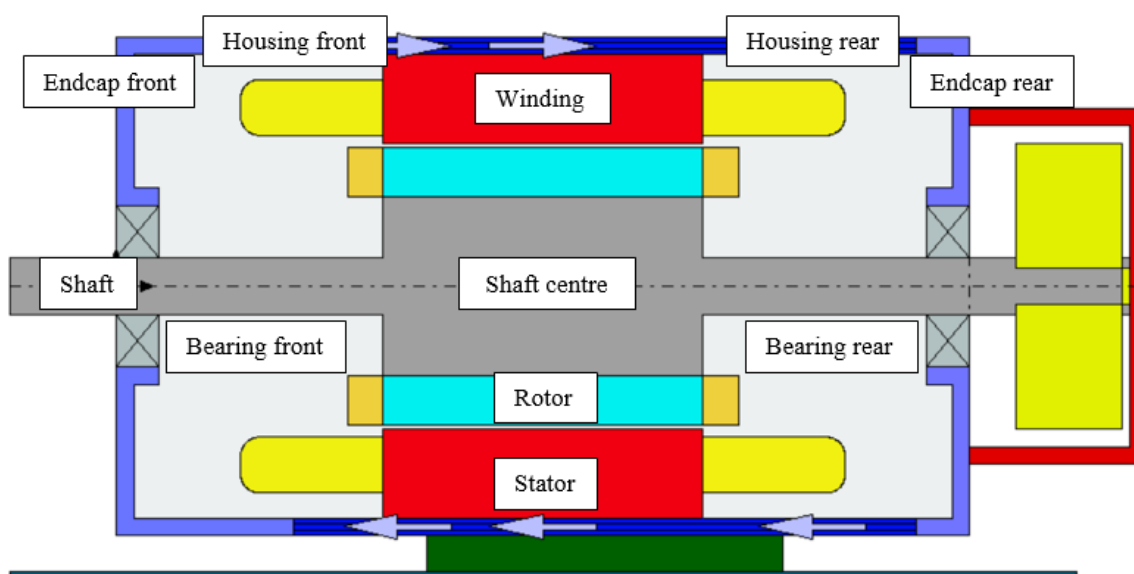 Housing front
Housing rear
Endcap front
Endcap rear
Winding
Shaft
Shaft centre
Bearing front
Bearing rear
Rotor
Stator